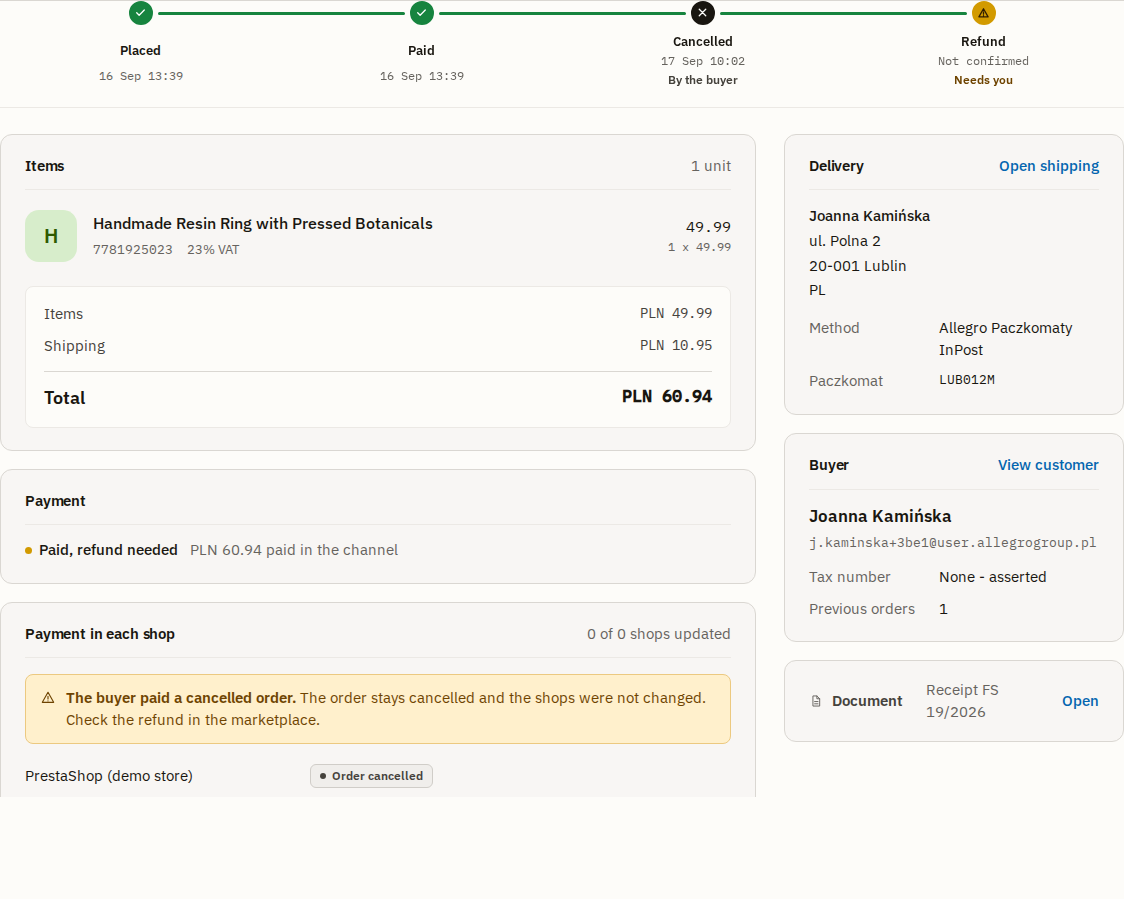 Placed
16 Sep 13:39
Paid
16 Sep 13:39
Cancelled
17 Sep 10:02
By the buyer
Refund
Not confirmed
Needs you
Items
1 unit
H
Handmade Resin Ring with Pressed Botanicals
7781925023 23% VAT
49.99
1 x 49.99
Items PLN 49.99
Shipping PLN 10.95
Total PLN 60.94
Payment
Paid, refund needed PLN 60.94 paid in the channel
Payment in each shop
0 of 0 shops updated
The buyer paid a cancelled order. The order stays cancelled and the shops were not changed.
Check the refund in the marketplace.
PrestaShop (demo store)
Order cancelled
Delivery
Open shipping
Joanna Kamińska
ul. Polna 2
20-001 Lublin
PL
Method Allegro Paczkomaty
InPost
Paczkomat LUB012M
Buyer
View customer
Joanna Kamińska
j.kaminska+3be1@user.allegrogroup.pl
Tax number None - asserted
Previous orders 1
Document
Receipt FS
19/2026
Open